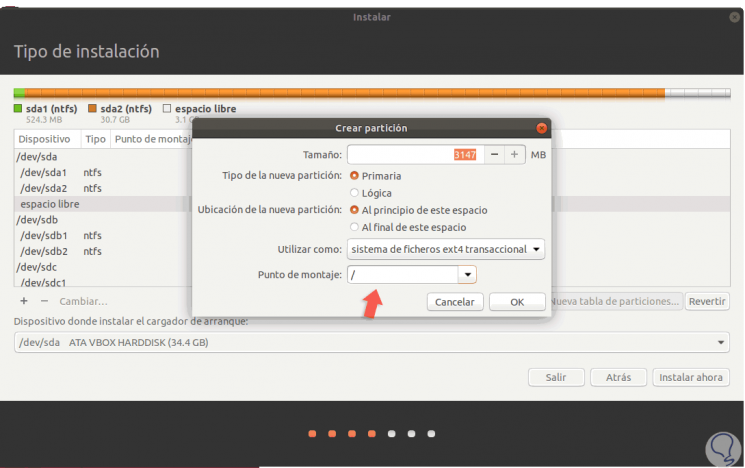 Instalar
Tipo de instalación
sda1 (ntfs) sda2 (ntfs) espacio libre
524.3 MB 30.7 GB 3.1
Crear partición
Dispositivo Tipo Punto de montaj
Tamaño: 3147 − + MB
/dev/sda
/dev/sda1 ntfs
Tipo de la nueva partición: Primaria
/dev/sda2 ntfs
Lógica
espacio libre
Ubicación de la nueva partición: Al principio de este espacio
/dev/sdb
Al final de este espacio
/dev/sdb1 ntfs
Utilizar como: sistema de ficheros ext4 transaccional
/dev/sdb2 ntfs
/dev/sdc
Punto de montaje: /
/dev/sdc1
+ − Cambiar...
Cancelar OK
Nueva tabla de particiones... Revertir
Dispositivo donde instalar el cargador de arranque:
/dev/sda ATA VBOX HARDDISK (34.4 GB)
Salir Atrás Instalar ahora